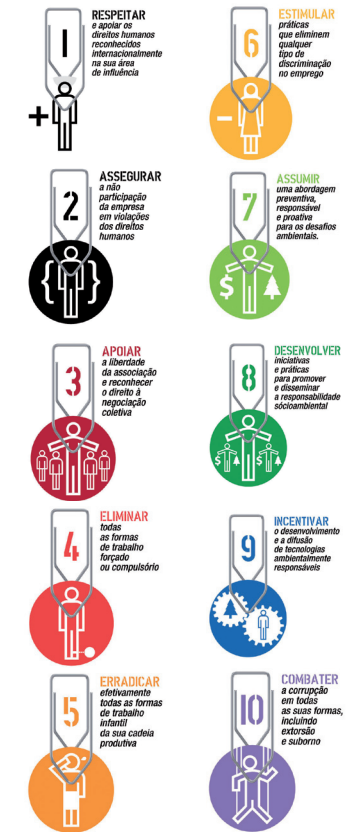 1
RESPEITAR
e apoiar os
direitos humanos
reconhecidos
internacionalmente
na sua área
de influência
+
2
ASSEGURAR
a não
participação
da empresa
em violações
dos direitos
humanos
{ }
3
APOIAR
a liberdade
da associação
e reconhecer
o direito à
negociação
coletiva
4
ELIMINAR
todas
as formas
de trabalho
forçado
ou compulsório
5
ERRADICAR
efetivamente
todas as formas
de trabalho
infantil
da sua cadeia
produtiva
6
ESTIMULAR
práticas
que eliminem
qualquer
tipo de
discriminação
no emprego
-
7
ASSUMIR
uma abordagem
preventiva,
responsável
e proativa
para os desafios
ambientais.
$
8
DESENVOLVER
iniciativas
e práticas
para promover
e disseminar
a responsabilidade
sócioambiental
$ $
9
INCENTIVAR
o desenvolvimento
e a difusão
de tecnologias
ambientalmente
responsáveis
10
COMBATER
a corrupção
em todas
as suas formas,
incluindo
extorsão
e suborno